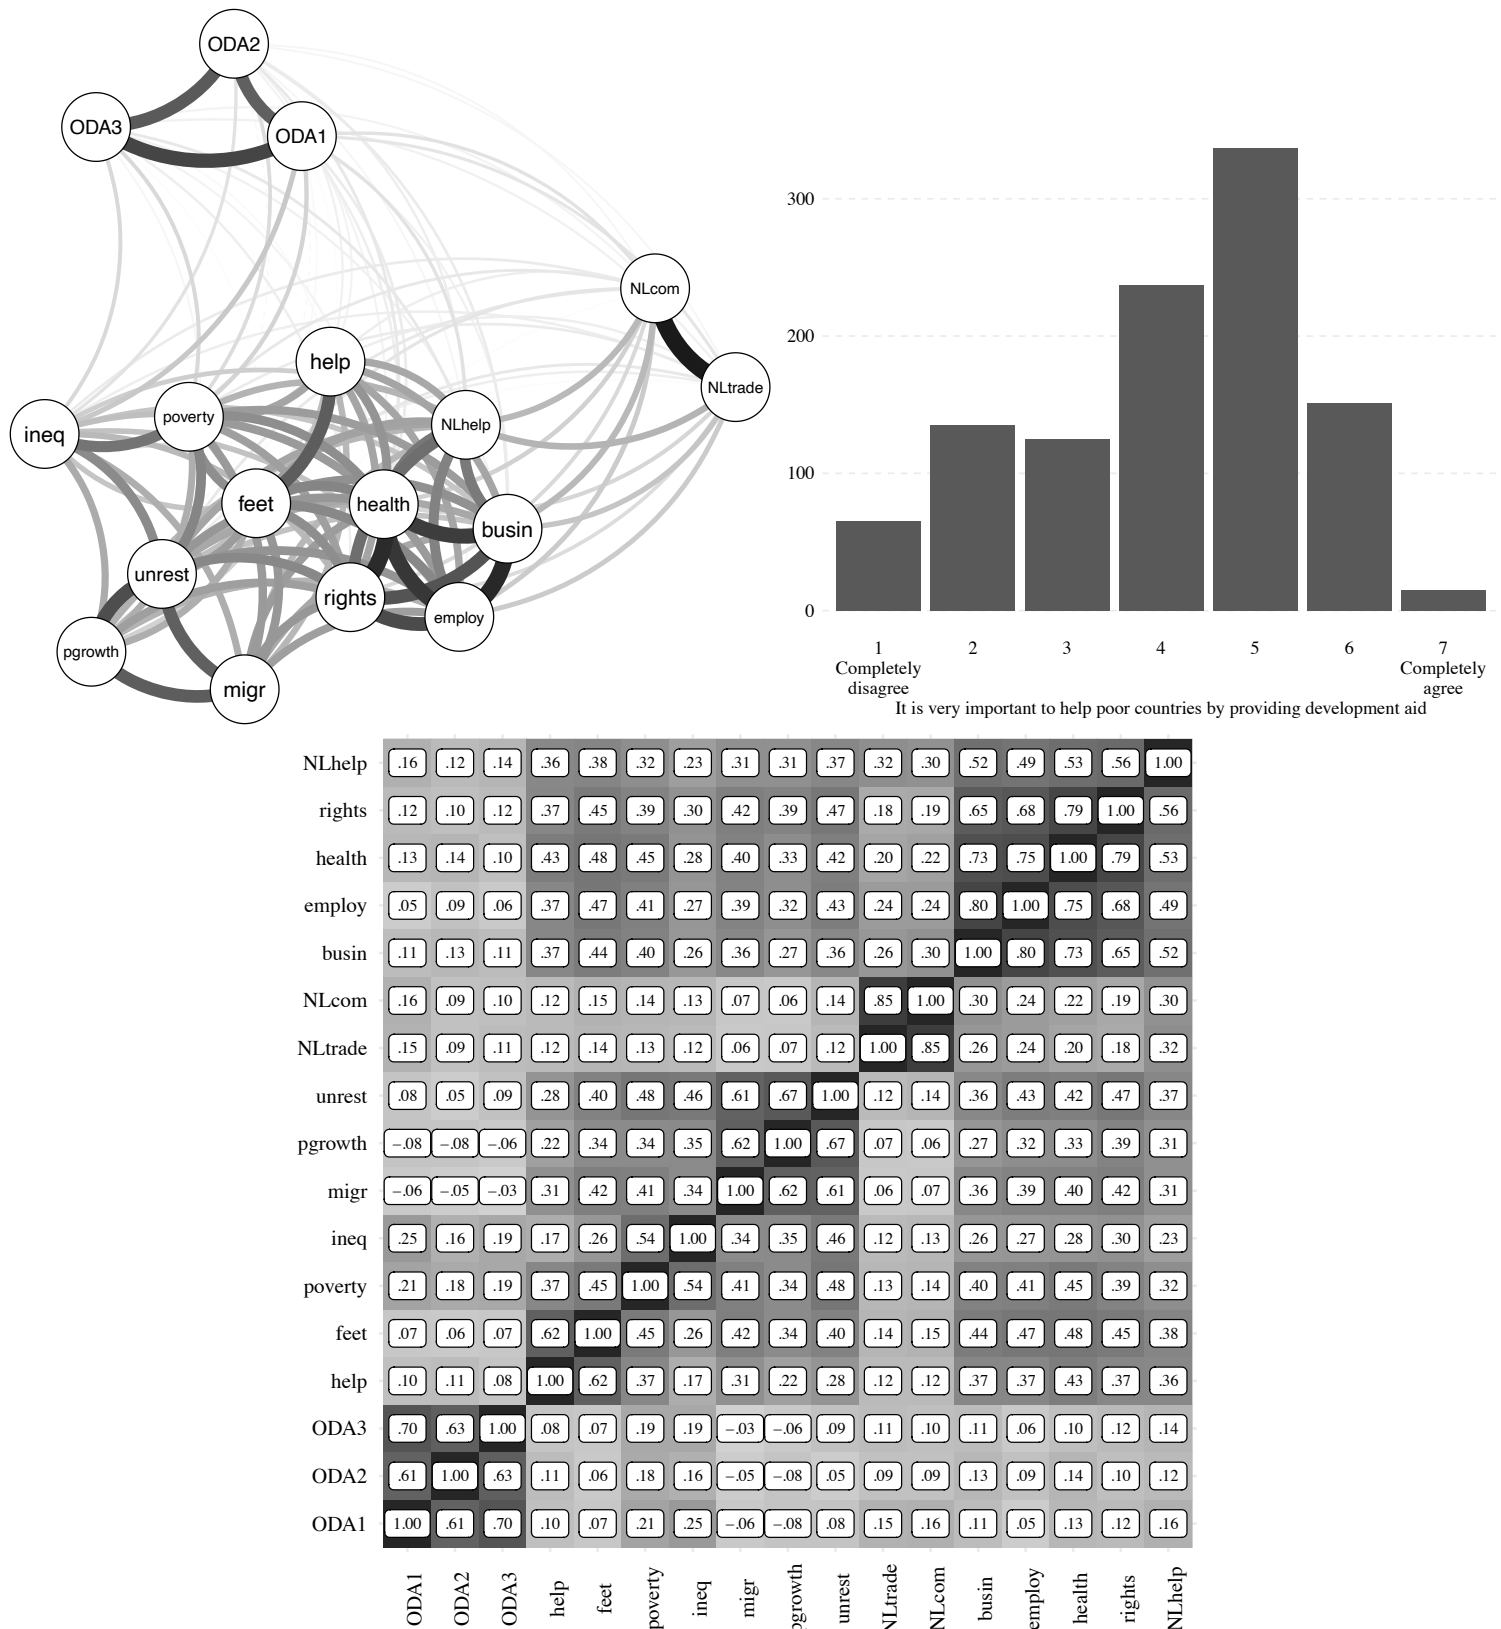 ODA2
ODA3
ODA1
NLcom
NLtrade
help
poverty
NLhelp
ineq
feet
health
busin
unrest
rights
employ
pgrowth
migr
300
200
100
0
1 2 3 4 5 6 7
Completely disagree
Completely agree
It is very important to help poor countries by providing development aid
NLhelp .16 .12 .14 .36 .38 .32 .23 .31 .31 .37 .32 .30 .52 .49 .53 .56 1.00
rights .12 .10 .12 .37 .45 .39 .30 .42 .39 .47 .18 .19 .65 .68 .79 1.00 .56
health .13 .14 .10 .43 .48 .45 .28 .40 .33 .42 .20 .22 .73 .75 1.00 .79 .53
employ .05 .09 .06 .37 .47 .41 .27 .39 .32 .43 .24 .24 .80 1.00 .75 .68 .49
busin .11 .13 .11 .37 .44 .40 .26 .36 .27 .36 .26 .30 1.00 .80 .73 .65 .52
NLcom .16 .09 .10 .12 .15 .14 .13 .07 .06 .14 .85 1.00 .30 .24 .22 .19 .30
NLtrade .15 .09 .11 .12 .14 .13 .12 .06 .07 .12 1.00 .85 .26 .24 .20 .18 .32
unrest .08 .05 .09 .28 .40 .48 .46 .61 .67 1.00 .12 .14 .36 .43 .42 .47 .37
pgrowth −.08 −.08 −.06 .22 .34 .34 .35 .62 1.00 .67 .07 .06 .27 .32 .33 .39 .31
migr −.06 −.05 −.03 .31 .42 .41 .34 1.00 .62 .61 .06 .07 .36 .39 .40 .42 .31
ineq .25 .16 .19 .17 .26 .54 1.00 .34 .35 .46 .12 .13 .26 .27 .28 .30 .23
poverty .21 .18 .19 .37 .45 1.00 .54 .41 .34 .48 .13 .14 .40 .41 .45 .39 .32
feet .07 .06 .07 .62 1.00 .45 .26 .42 .34 .40 .14 .15 .44 .47 .48 .45 .38
help .10 .11 .08 1.00 .62 .37 .17 .31 .22 .28 .12 .12 .37 .37 .43 .37 .36
ODA3 .70 .63 1.00 .08 .07 .19 .19 −.03 −.06 .09 .11 .10 .11 .06 .10 .12 .14
ODA2 .61 1.00 .63 .11 .06 .18 .16 −.05 −.08 .05 .09 .09 .13 .09 .14 .10 .12
ODA1 1.00 .61 .70 .10 .07 .21 .25 −.06 −.08 .08 .15 .16 .11 .05 .13 .12 .16
ODA1 ODA2 ODA3 help feet poverty ineq migr pgrowth unrest NLtrade NLcom busin employ health rights NLhelp